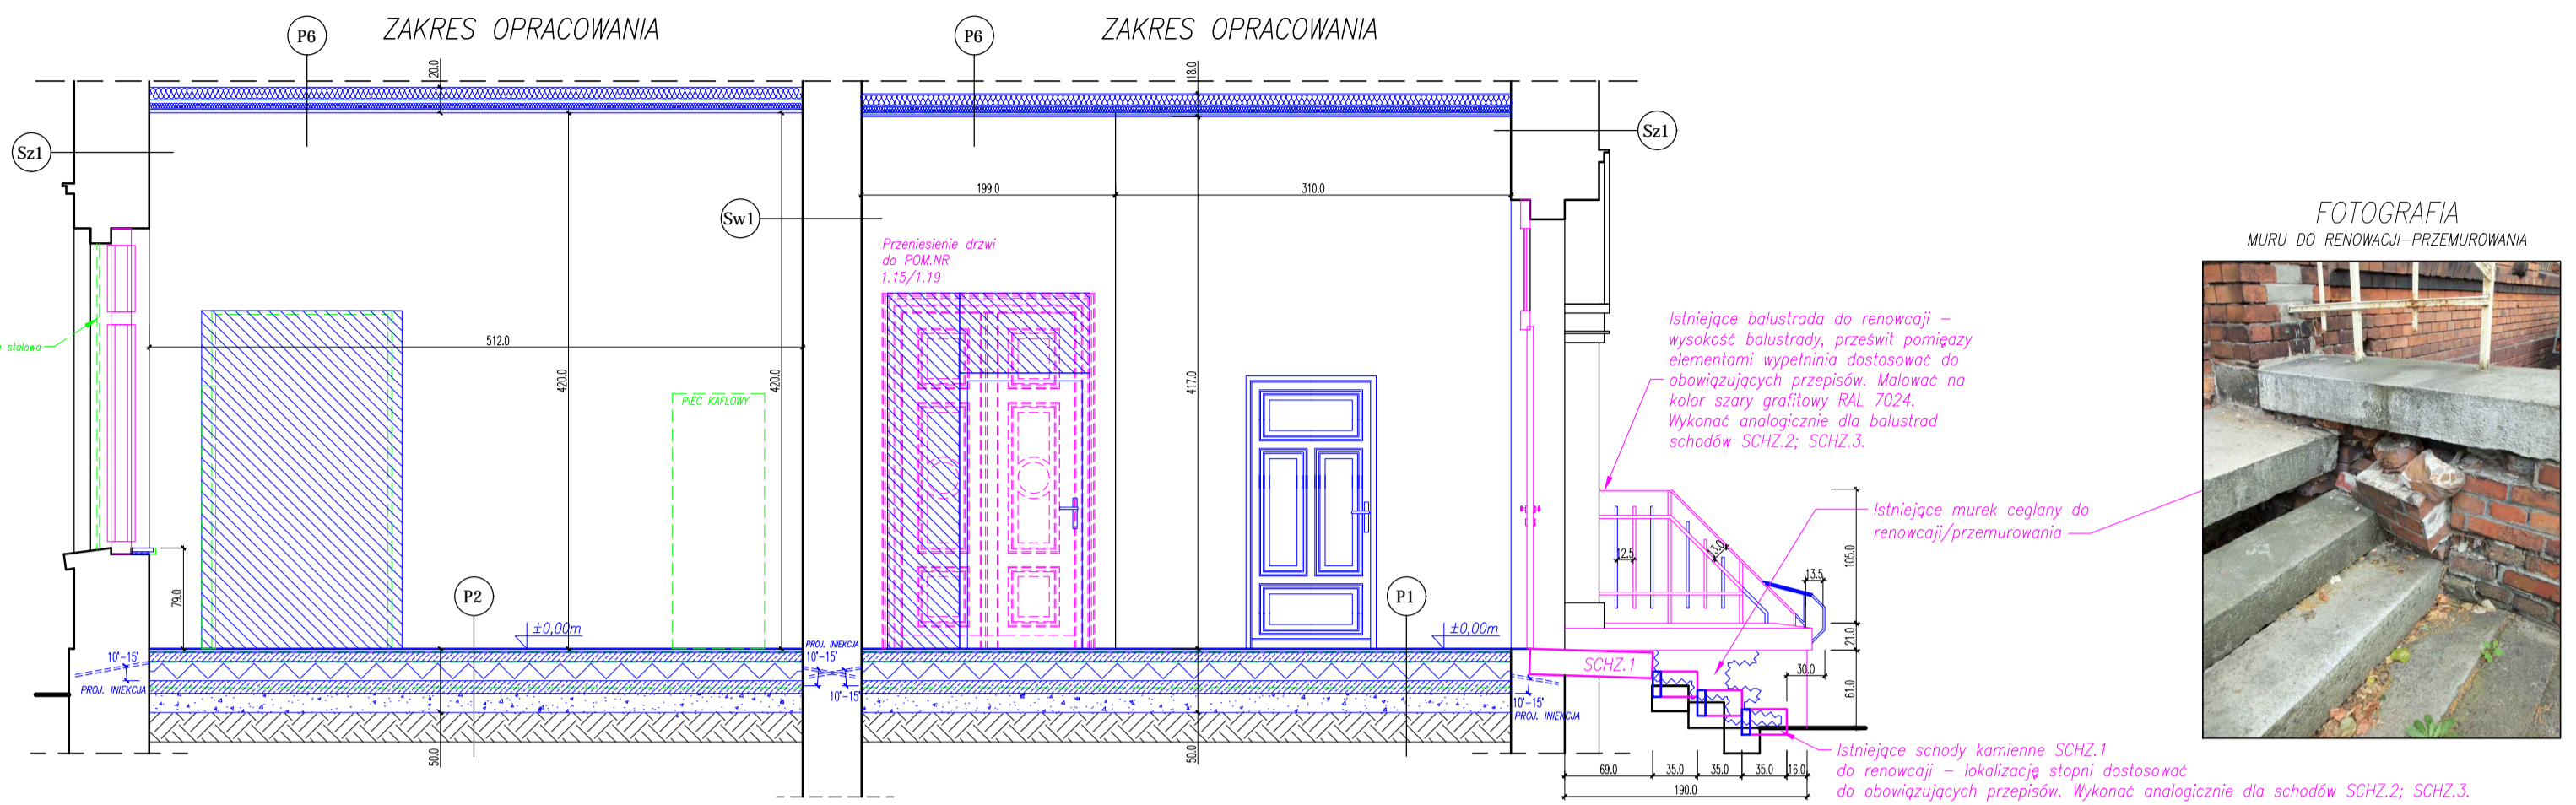 ZAKRES OPRACOWANIA
ZAKRES OPRACOWANIA
P6
P6
20.0
18.0
Sz1
Sz1
199.0
310.0
Sw1
Przeniesienie drzwi
do POM.NR
1.15/1.19
FOTOGRAFIA
MURU DO RENOWACJI-PRZEMUROWANIA
stalowa
512.0
420.0
420.0
417.0
PIEC KAFLOWY
Istniejące balustrada do renowcaji -
wysokość balustrady, prześwit pomiędzy
elementami wypełninia dostosować do
obowiązujących przepisów. Malować na
kolor szary grafitowy RAL 7024.
Wykonać analogicznie dla balustrad
schodów SCHZ.2; SCHZ.3.
Istniejące murek ceglany do
renowcaji/przemurowania
12.5
13.0
105.0
13.5
79.0
P2
P1
±0,00m
±0,00m
21.0
PROJ. INIEKCJA
10°-15°
10°-15°
10°-15°
PROJ. INIEKCJA
10°-15°
PROJ. INIEKCJA
SCHZ.1
30.0
61.0
50.0
50.0
69.0
35.0
35.0
35.0
16.0
190.0
Istniejące schody kamienne SCHZ.1
do renowcaji - lokalizację stopni dostosować
do obowiązujących przepisów. Wykonać analogicznie dla schodów SCHZ.2; SCHZ.3.